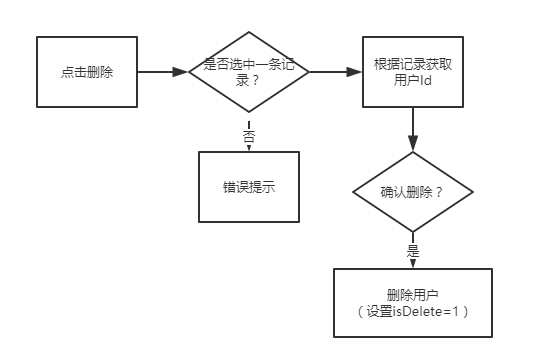 点击删除
是否选中一条记
录？
根据记录获取
用户Id
否
错误提示
确认删除？
是
删除用户
（设置isDelete=1）